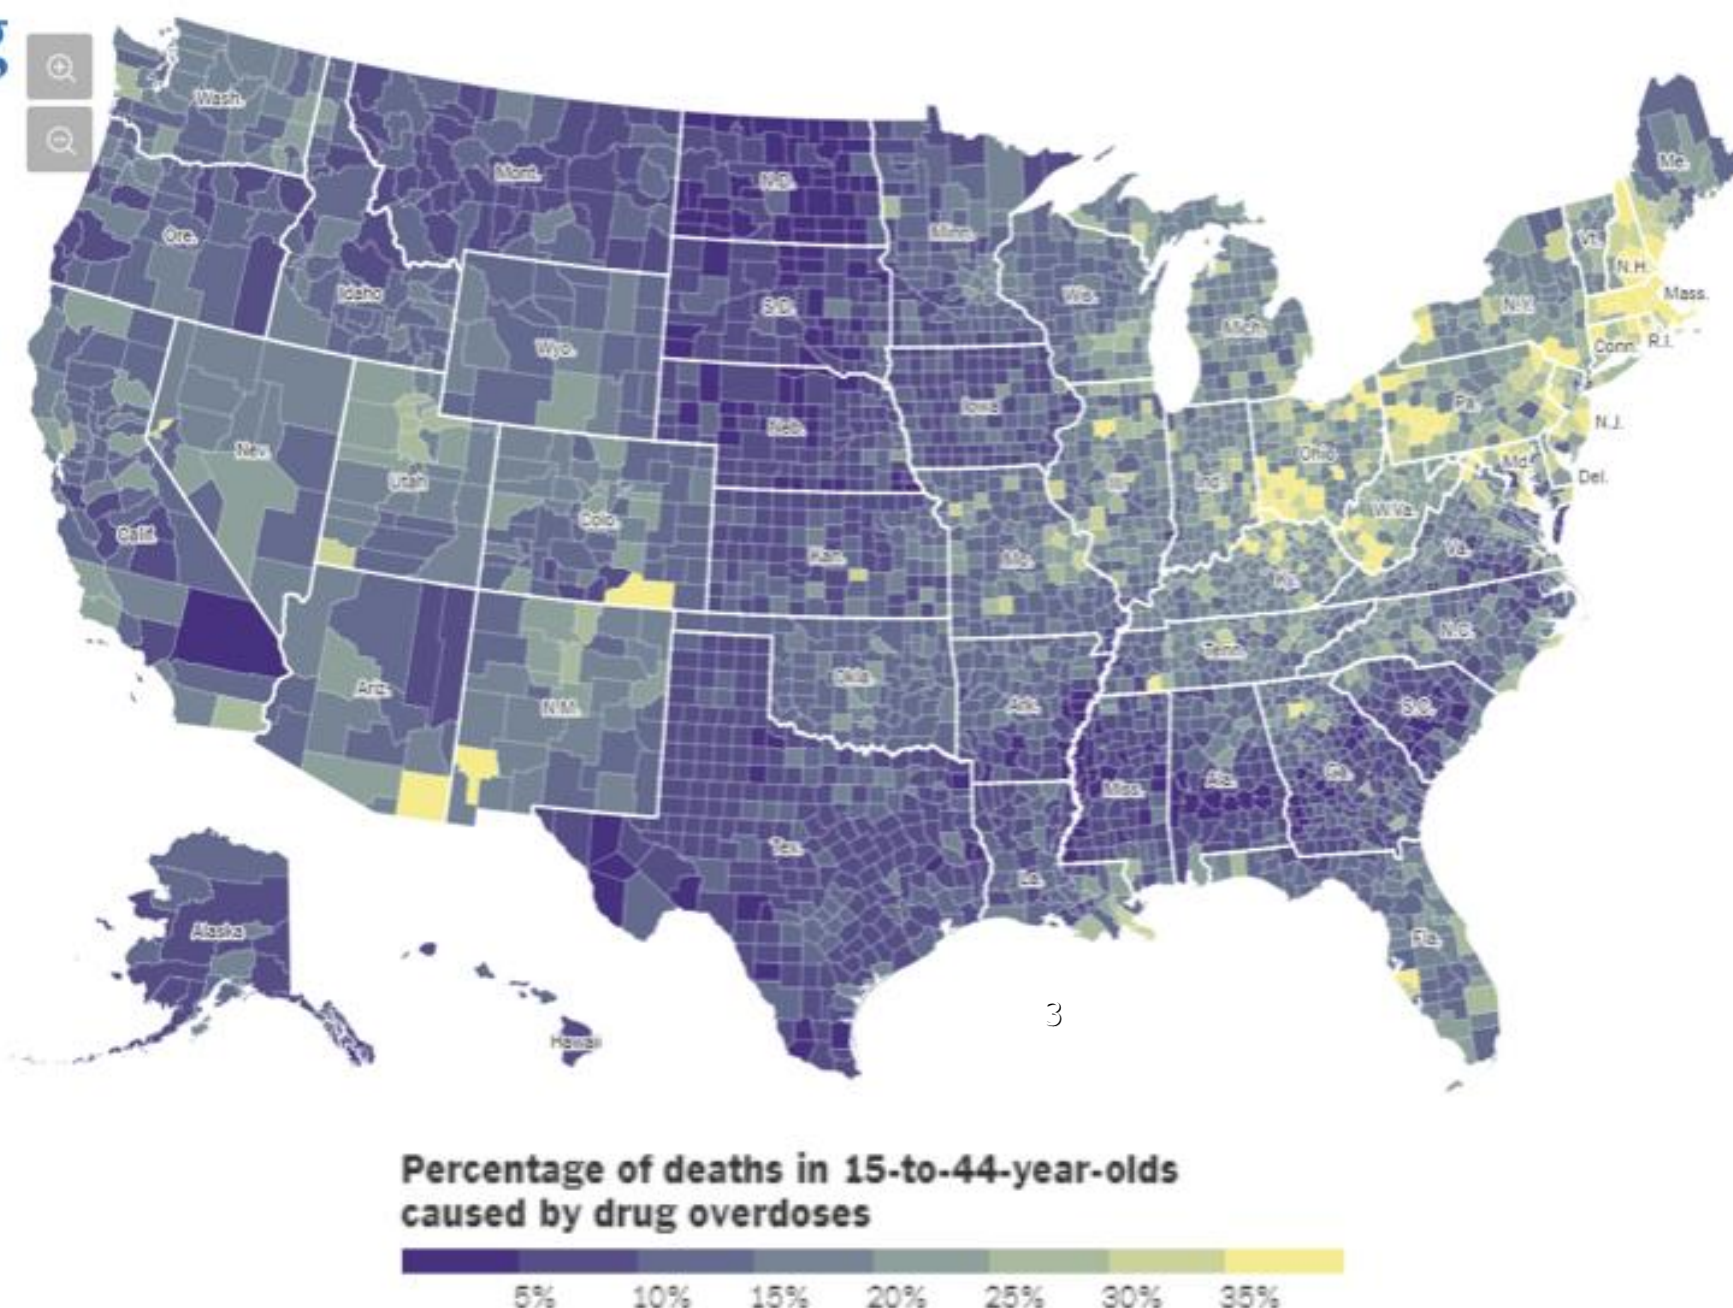 g
Wash.
Mont.
N.D.
Minn.
Me.
Ore.
Idaho
S.D.
Wis.
Mich.
Vt.
N.H.
Mass.
N.Y.
Conn.
R.I.
Wyo.
Neb.
Iowa
Pa.
N.J.
Nev.
Utah
Colo.
Ill.
Ind.
Ohio
Md.
Del.
Calif.
Kan.
Mo.
W.Va.
Va.
Ky.
Ariz.
N.M.
Okla.
Ark.
Tenn.
N.C.
S.C.
Miss.
Ala.
Ga.
Tex.
La.
Fla.
Alaska
Hawaii
3
Percentage of deaths in 15-to-44-year-olds
caused by drug overdoses
5% 10% 15% 20% 25% 30% 35%